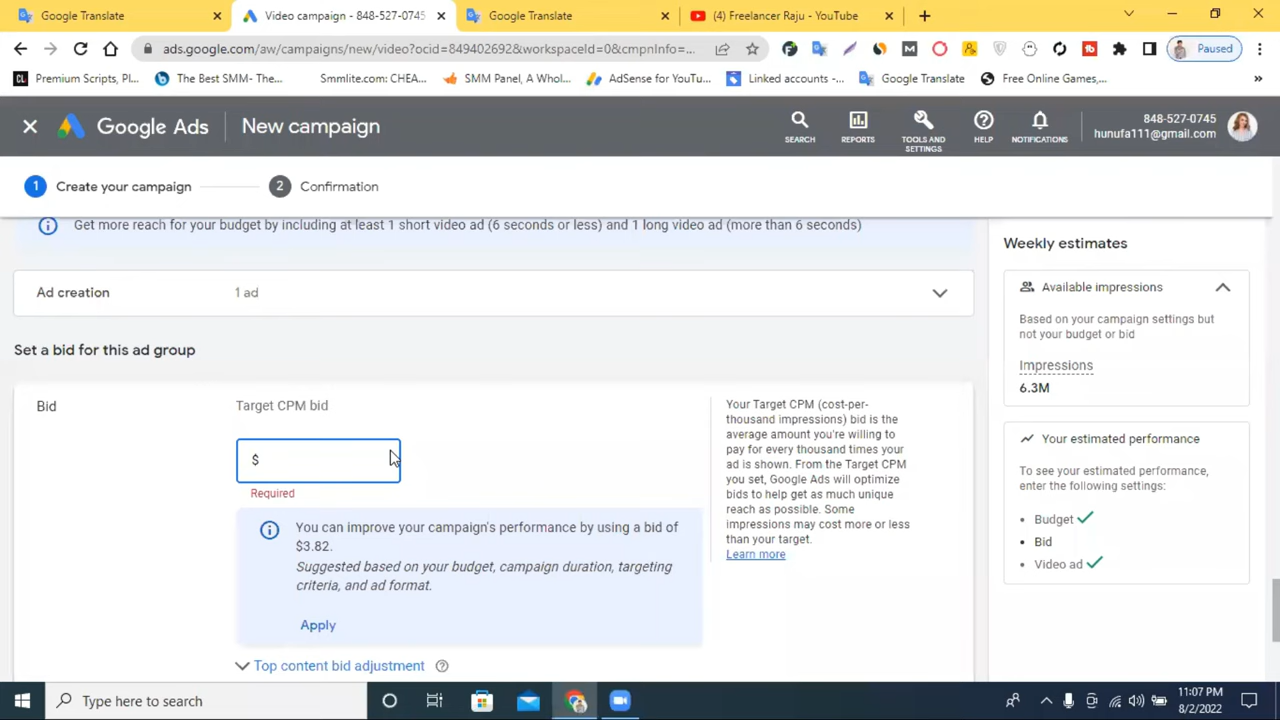 Google Translate
Video campaign - 848-527-0745
Google Translate
(4) Freelancer Raju - YouTube
ads.google.com/aw/campaigns/new/video?ocid=849402692&workspaceId=0&cmpnInfo=...
Paused
Premium Scripts, Pl...
The Best SMM- The...
Smmlite.com: CHEA...
SMM Panel, A Whol...
AdSense for YouTu...
Linked accounts -...
Google Translate
Free Online Games,...
»
Google Ads
New campaign
SEARCH
REPORTS
TOOLS AND
SETTINGS
HELP
NOTIFICATIONS
848-527-0745
hunufa111@gmail.com
1 Create your campaign
2 Confirmation
Get more reach for your budget by including at least 1 short video ad (6 seconds or less) and 1 long video ad (more than 6 seconds)
Ad creation
1 ad
Set a bid for this ad group
Bid
Target CPM bid
$
Required
You can improve your campaign's performance by using a bid of
$3.82.
Suggested based on your budget, campaign duration, targeting
criteria, and ad format.
Apply
Top content bid adjustment
Your Target CPM (cost-per-
thousand impressions) bid is the
average amount you're willing to
pay for every thousand times your
ad is shown. From the Target CPM
you set, Google Ads will optimize
bids to help get as much unique
reach as possible. Some
impressions may cost more or less
than your target.
Learn more
Weekly estimates
Available impressions
Based on your campaign settings but
not your budget or bid
Impressions
6.3M
Your estimated performance
To see your estimated performance,
enter the following settings:
• Budget
• Bid
• Video ad
Type here to search
11:07 PM
8/2/2022